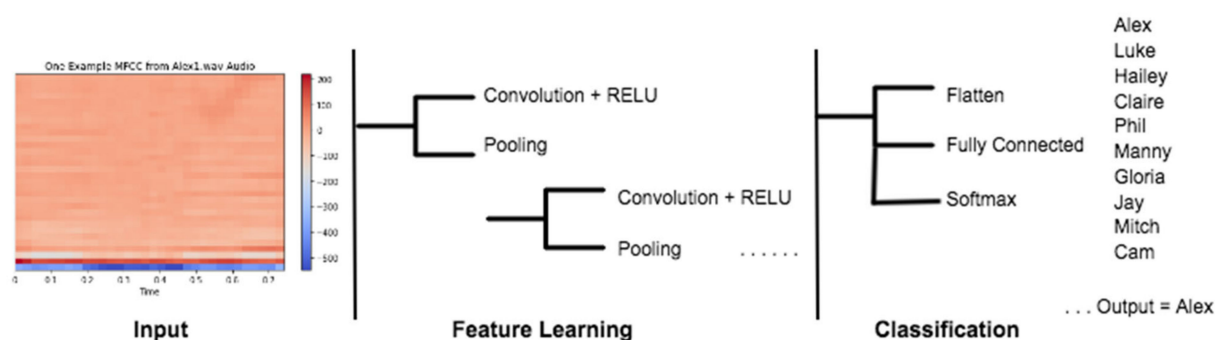 One Example MFCC from Alex1.wav Audio
200
100
0
−100
−200
−300
−400
−500
0 0.1 0.2 0.3 0.4 0.5 0.6 0.7
Time
Input
Convolution + RELU
Pooling
Convolution + RELU
Pooling
. . . . . .
Feature Learning
Flatten
Fully Connected
Softmax
Classification
Alex
Luke
Hailey
Claire
Phil
Manny
Gloria
Jay
Mitch
Cam
. . . Output = Alex